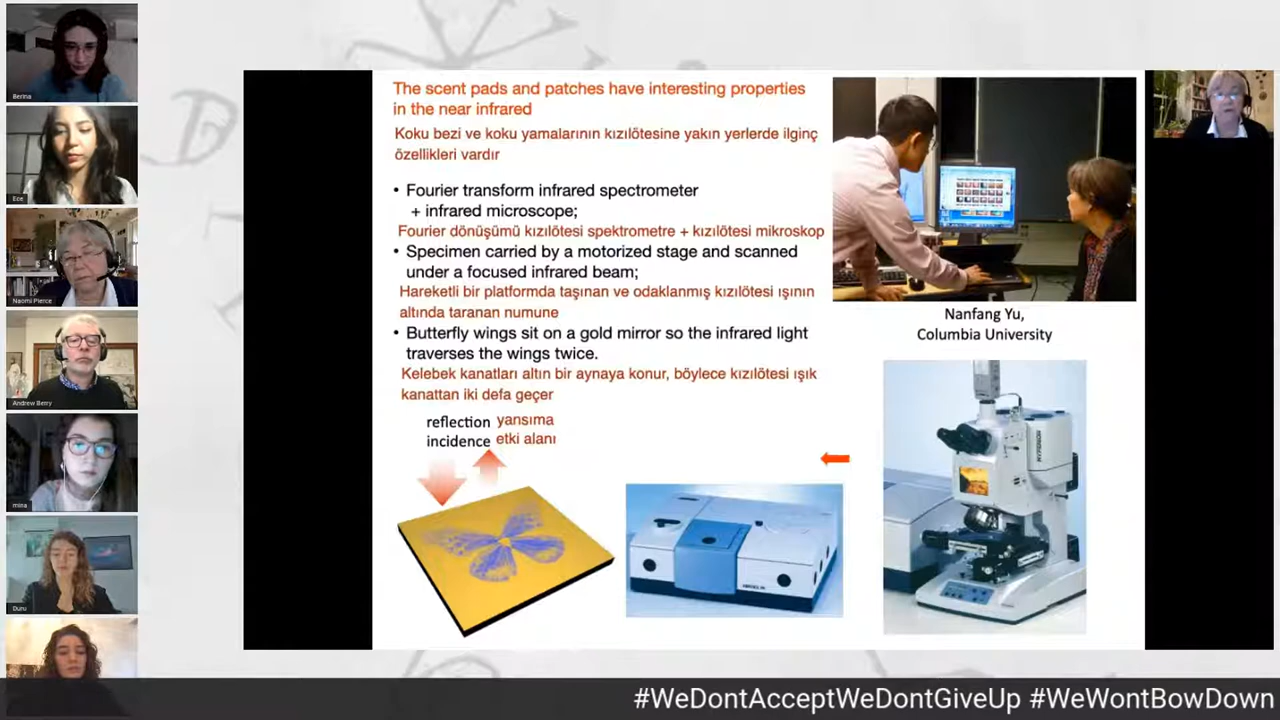 The scent pads and patches have interesting properties
in the near infrared
Koku bezi ve koku yamalarının kızılötesine yakın yerlerde ilginç
özellikleri vardır
• Fourier transform infrared spectrometer
+ infrared microscope;
Fourier dönüşümü kızılötesi spektrometre + kızılötesi mikroskop
• Specimen carried by a motorized stage and scanned
under a focused infrared beam;
Hareketli bir platformda taşınan ve odaklanmış kızılötesi ışının
altında taranan numune
• Butterfly wings sit on a gold mirror so the infrared light
traverses the wings twice.
Kelebek kanatları altın bir aynaya konur, böylece kızılötesi ışık
kanattan iki defa geçer
reflection yansıma
incidence etki alanı
Nanfang Yu,
Columbia University
HYPERION
Berina
Ece
Naomi Pierce
Andrew Berry
mina
Duru
#WeDontAcceptWeDontGiveUp #WeWontBowDown